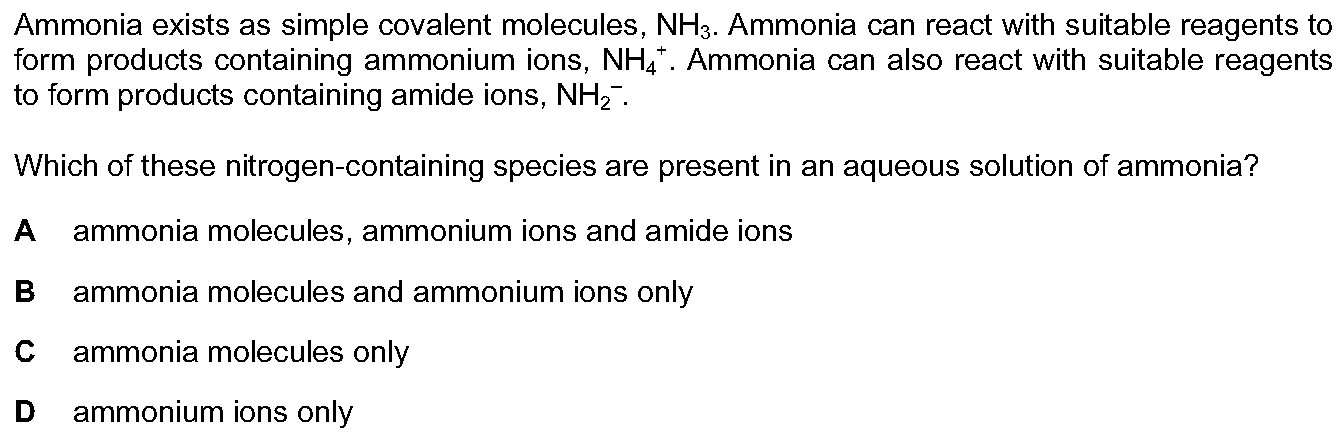 Ammonia exists as simple covalent molecules, NH₃. Ammonia can react with suitable reagents to
form products containing ammonium ions, NH₄⁺. Ammonia can also react with suitable reagents
to form products containing amide ions, NH₂⁻.
Which of these nitrogen-containing species are present in an aqueous solution of ammonia?
A ammonia molecules, ammonium ions and amide ions
B ammonia molecules and ammonium ions only
C ammonia molecules only
D ammonium ions only